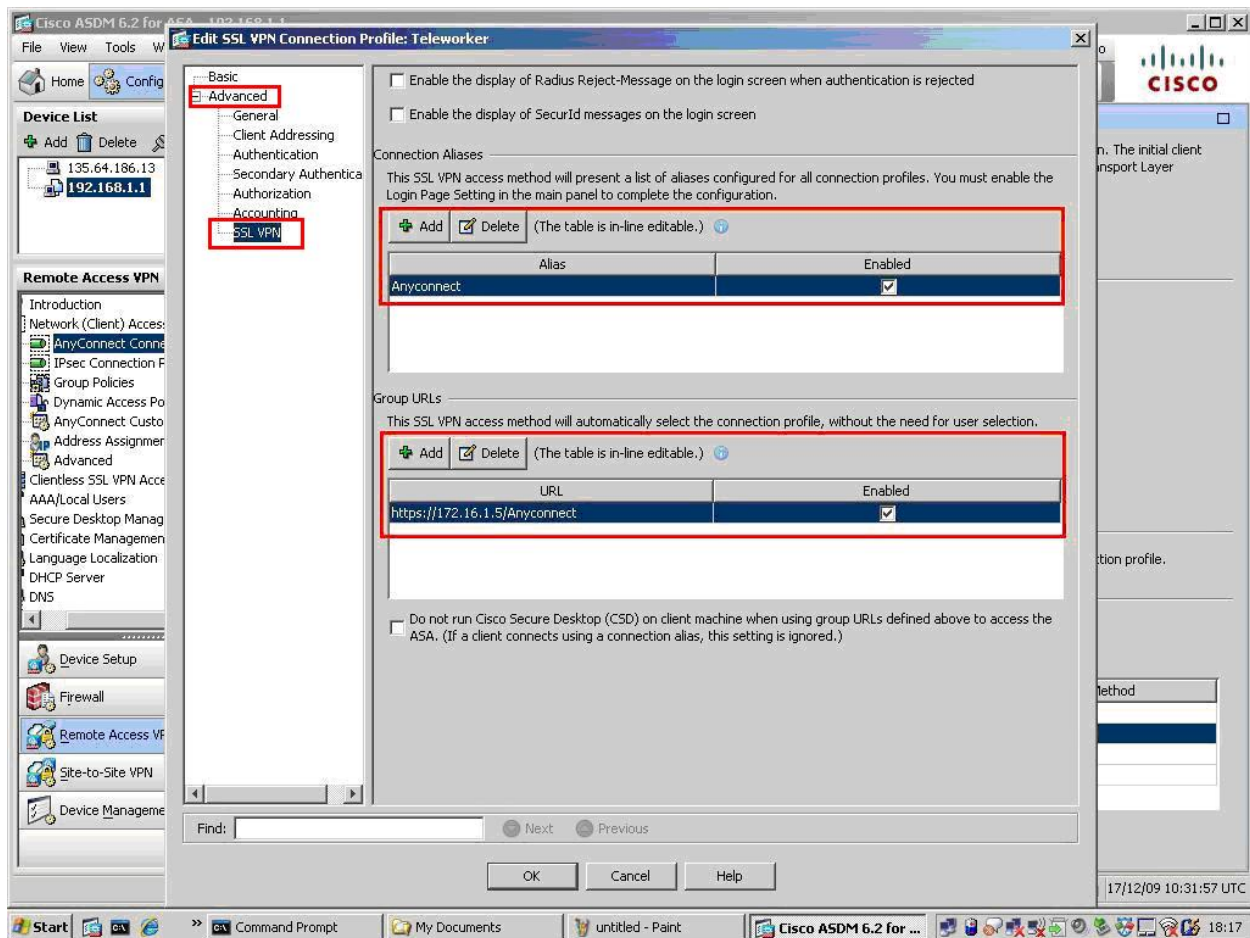 Cisco ASDM 6.2 for ASA - 192.168.1.1
File View Tools W
Home Config
Device List
Add Delete
135.64.186.13
192.168.1.1
Remote Access VPN
Introduction
Network (Client) Access
AnyConnect Conne
IPsec Connection P
Group Policies
Dynamic Access Po
AnyConnect Custo
Address Assignmen
Advanced
Clientless SSL VPN Acce
AAA/Local Users
Secure Desktop Manag
Certificate Managemen
Language Localization
DHCP Server
DNS
Device Setup
Firewall
Remote Access VP
Site-to-Site VPN
Device Manageme
Edit SSL VPN Connection Profile: Teleworker
Basic
Advanced
General
Client Addressing
Authentication
Secondary Authentica
Authorization
Accounting
SSL VPN
Enable the display of Radius Reject-Message on the login screen when authentication is rejected
Enable the display of SecurId messages on the login screen
Connection Aliases
This SSL VPN access method will present a list of aliases configured for all connection profiles. You must enable the
Login Page Setting in the main panel to complete the configuration.
Add Delete (The table is in-line editable.)
Alias Enabled
Anyconnect
Group URLs
This SSL VPN access method will automatically select the connection profile, without the need for user selection.
Add Delete (The table is in-line editable.)
URL Enabled
https://172.16.1.5/Anyconnect
Do not run Cisco Secure Desktop (CSD) on client machine when using group URLs defined above to access the
ASA. (If a client connects using a connection alias, this setting is ignored.)
Find: Next Previous
OK Cancel Help
o
CISCO
n. The initial client
ansport Layer
ction profile.
Method
17/12/09 10:31:57 UTC
Start » Command Prompt My Documents untitled - Paint Cisco ASDM 6.2 for ... 18:17